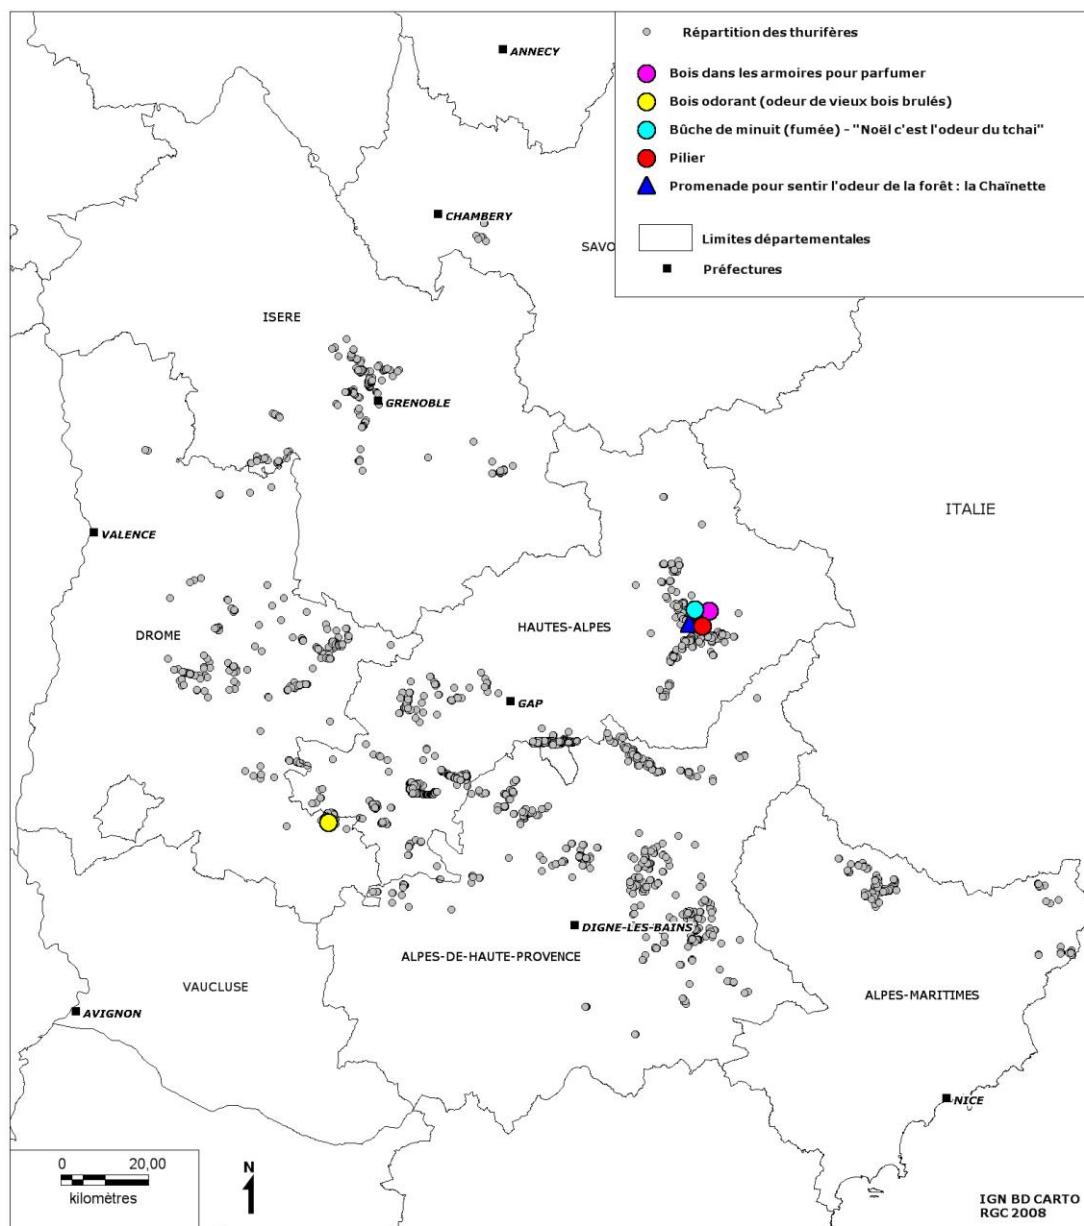 Répartition des thurifères
Bois dans les armoires pour parfumer
Bois odorant (odeur de vieux bois brulés)
Bûche de minuit (fumée) - "Noël c'est l'odeur du tchai"
Pilier
Promenade pour sentir l'odeur de la forêt : la Chaïnette
Limites départementales
Préfectures
ANNECY
CHAMBERY
SAVO
ISERE
GRENOBLE
ITALIE
VALENCE
HAUTES-ALPES
DROME
GAP
DIGNE-LES-BAINS
ALPES-DE-HAUTE-PROVENCE
VAUCLUSE
ALPES-MARITIMES
AVIGNON
NICE
0 20,00
kilomètres
N
IGN BD CARTO
RGC 2008